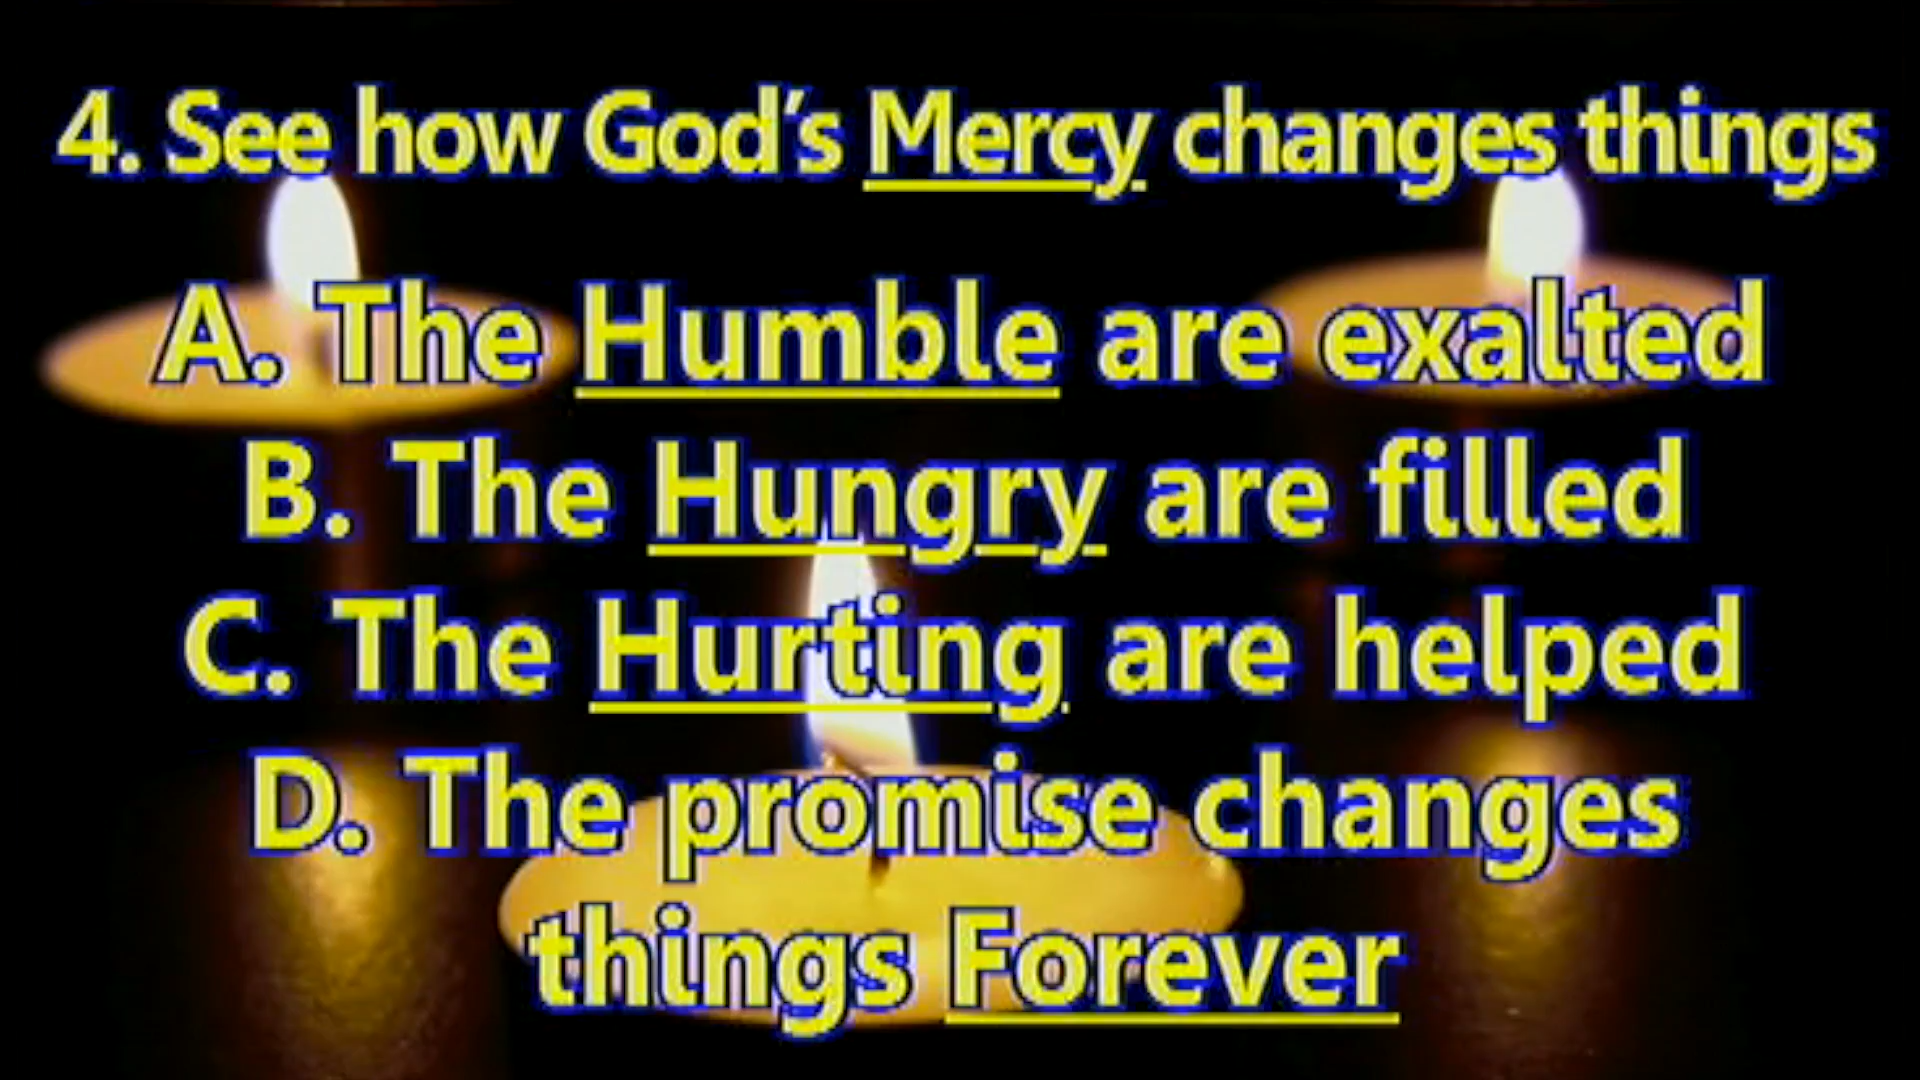 4. See how God's Mercy changes things
A. The Humble are exalted
B. The Hungry are filled
C. The Hurting are helped
D. The promise changes
things Forever